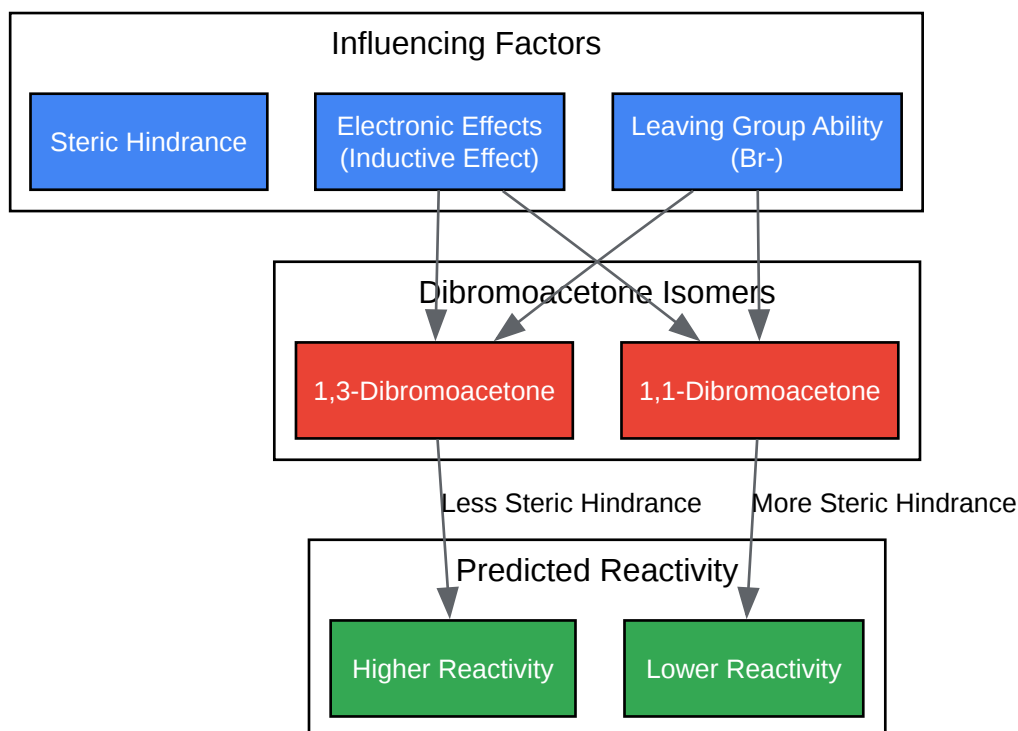 Influencing Factors
Steric Hindrance
Electronic Effects
(Inductive Effect)
Leaving Group Ability
(Br-)
Dibromoacetone Isomers
1,3-Dibromoacetone
1,1-Dibromoacetone
Less Steric Hindrance
More Steric Hindrance
Predicted Reactivity
Higher Reactivity
Lower Reactivity